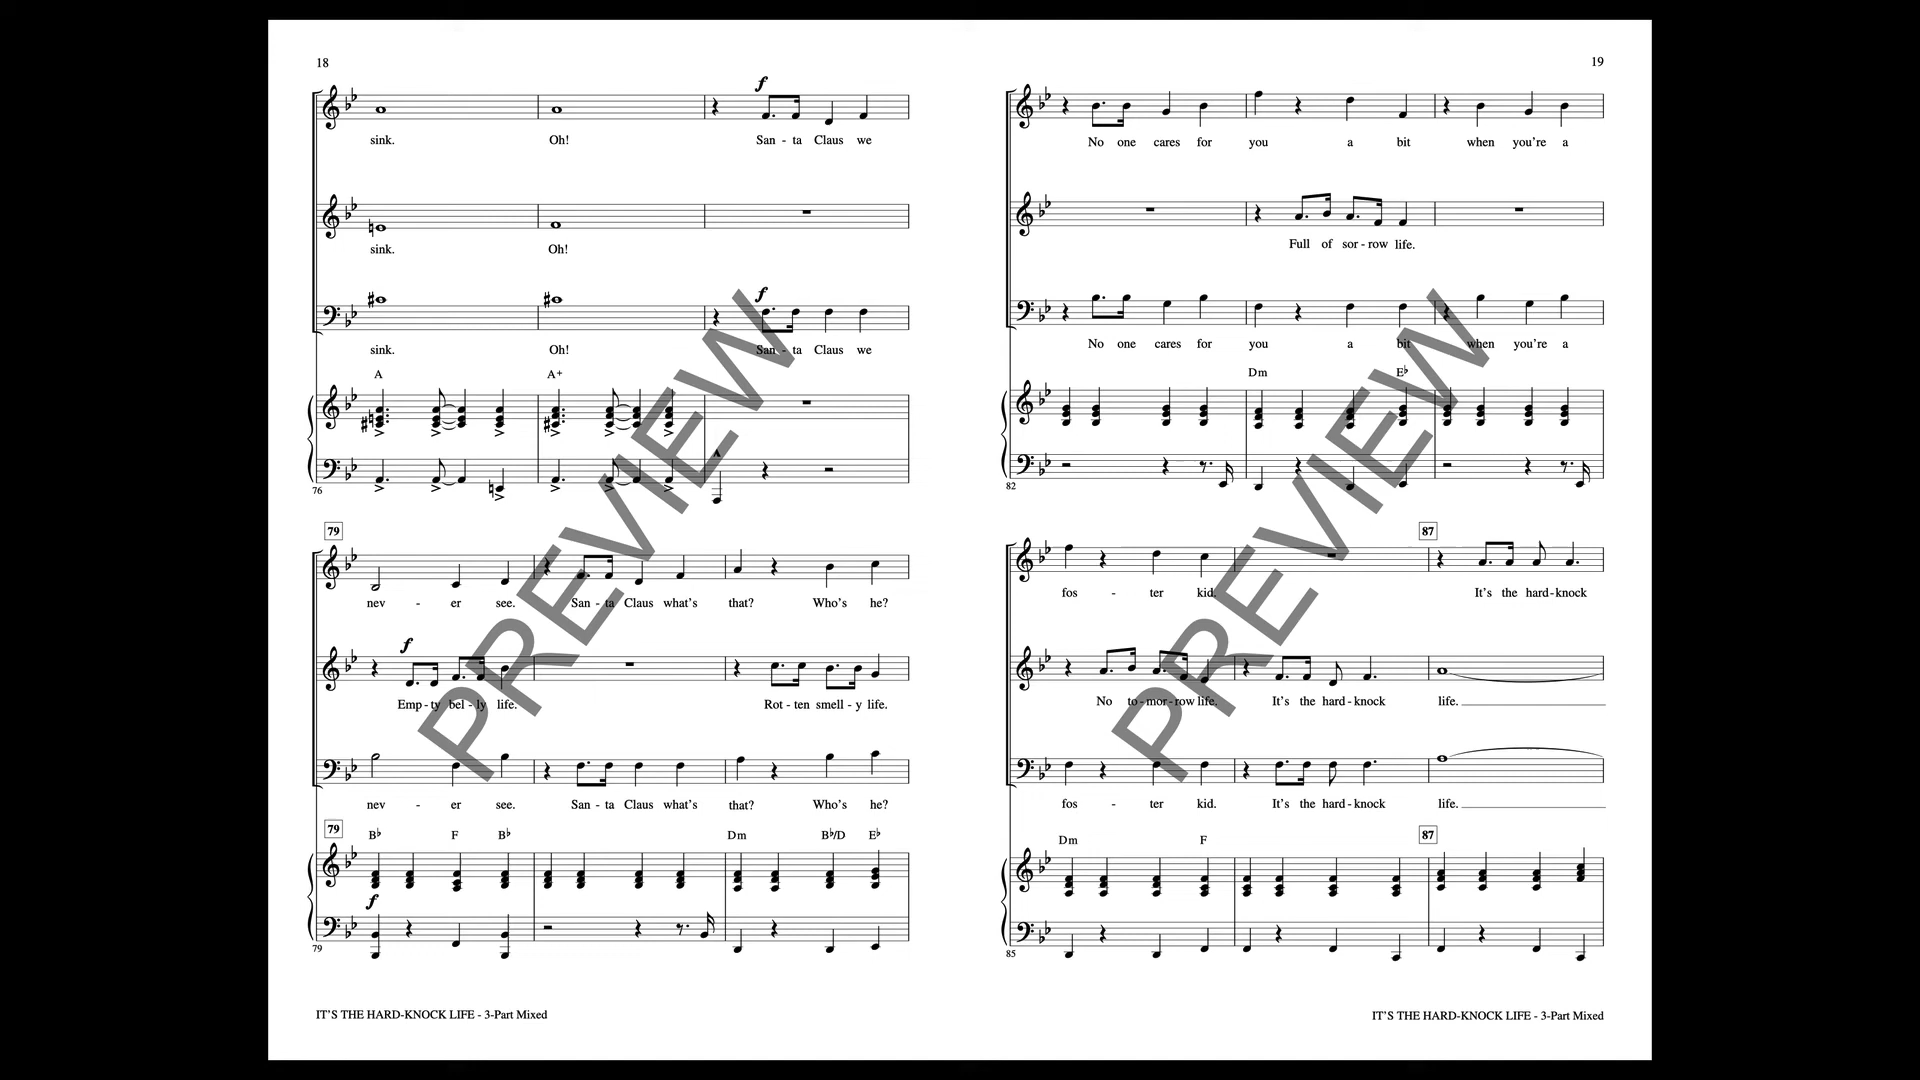 18
f
sink. Oh! San - ta Claus we
sink. Oh!
f
sink. Oh! San - ta Claus we
A A+
76
79
nev - er see. San - ta Claus what's that? Who's he?
f
Emp - ty bel - ly life. Rot - ten smell - y life.
nev - er see. San - ta Claus what's that? Who's he?
79 B♭ F B♭ Dm B♭/D E♭
f
79
IT'S THE HARD-KNOCK LIFE - 3-Part Mixed
PREVIEW
19
No one cares for you a bit when you're a
Full of sor - row life.
No one cares for you a bit when you're a
Dm E♭
82
87
fos - ter kid. It's the hard - knock
No to - mor - row life. It's the hard - knock life.
fos - ter kid. It's the hard - knock life.
Dm F 87
85
IT'S THE HARD-KNOCK LIFE - 3-Part Mixed
PREVIEW